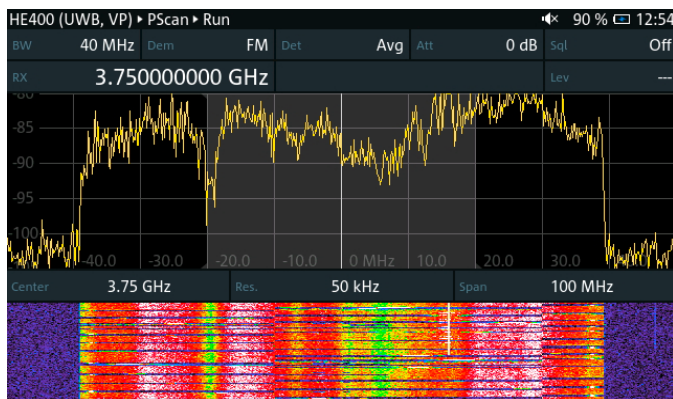 HE400 (UWB, VP) ▸ PScan ▸ Run 90 % 12:54
BW 40 MHz Dem FM Det Avg Att 0 dB Sql Off
RX 3.750000000 GHz Lev ---
-80
-85
-90
-95
-100
-40.0 -30.0 -20.0 -10.0 0 MHz 10.0 20.0 30.0
Center 3.75 GHz Res. 50 kHz Span 100 MHz